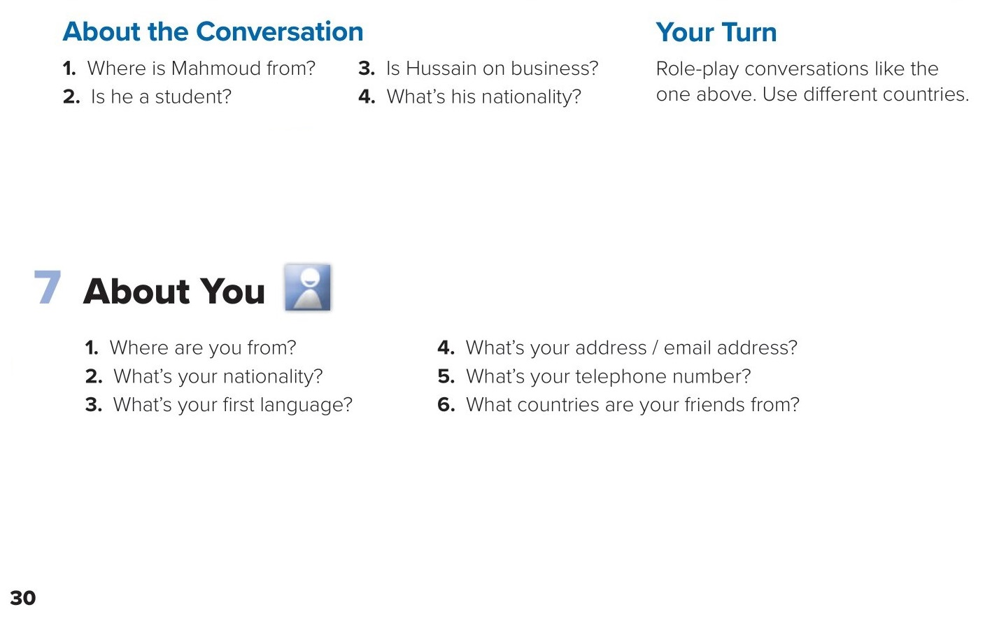 About the Conversation
1. Where is Mahmoud from?
2. Is he a student?
3. Is Hussain on business?
4. What's his nationality?
Your Turn
Role-play conversations like the
one above. Use different countries.
7 About You
1. Where are you from?
2. What's your nationality?
3. What's your first language?
4. What's your address / email address?
5. What's your telephone number?
6. What countries are your friends from?
30